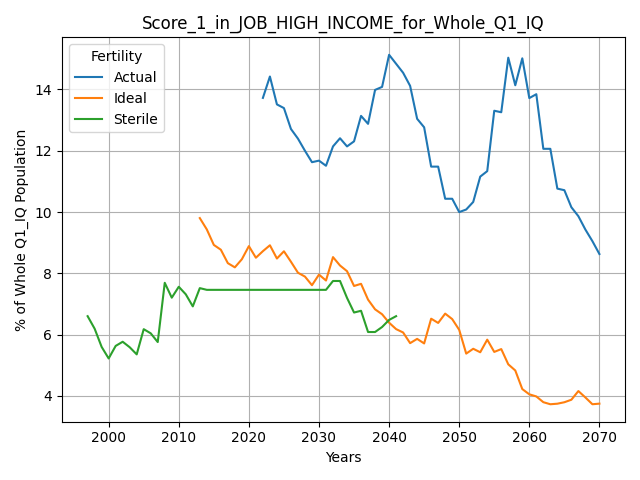 Score_1_in_JOB_HIGH_INCOME_for_Whole_Q1_IQ
Fertility
Actual
Ideal
Sterile
% of Whole Q1_IQ Population
14
12
10
8
6
4
2000 2010 2020 2030 2040 2050 2060 2070
Years